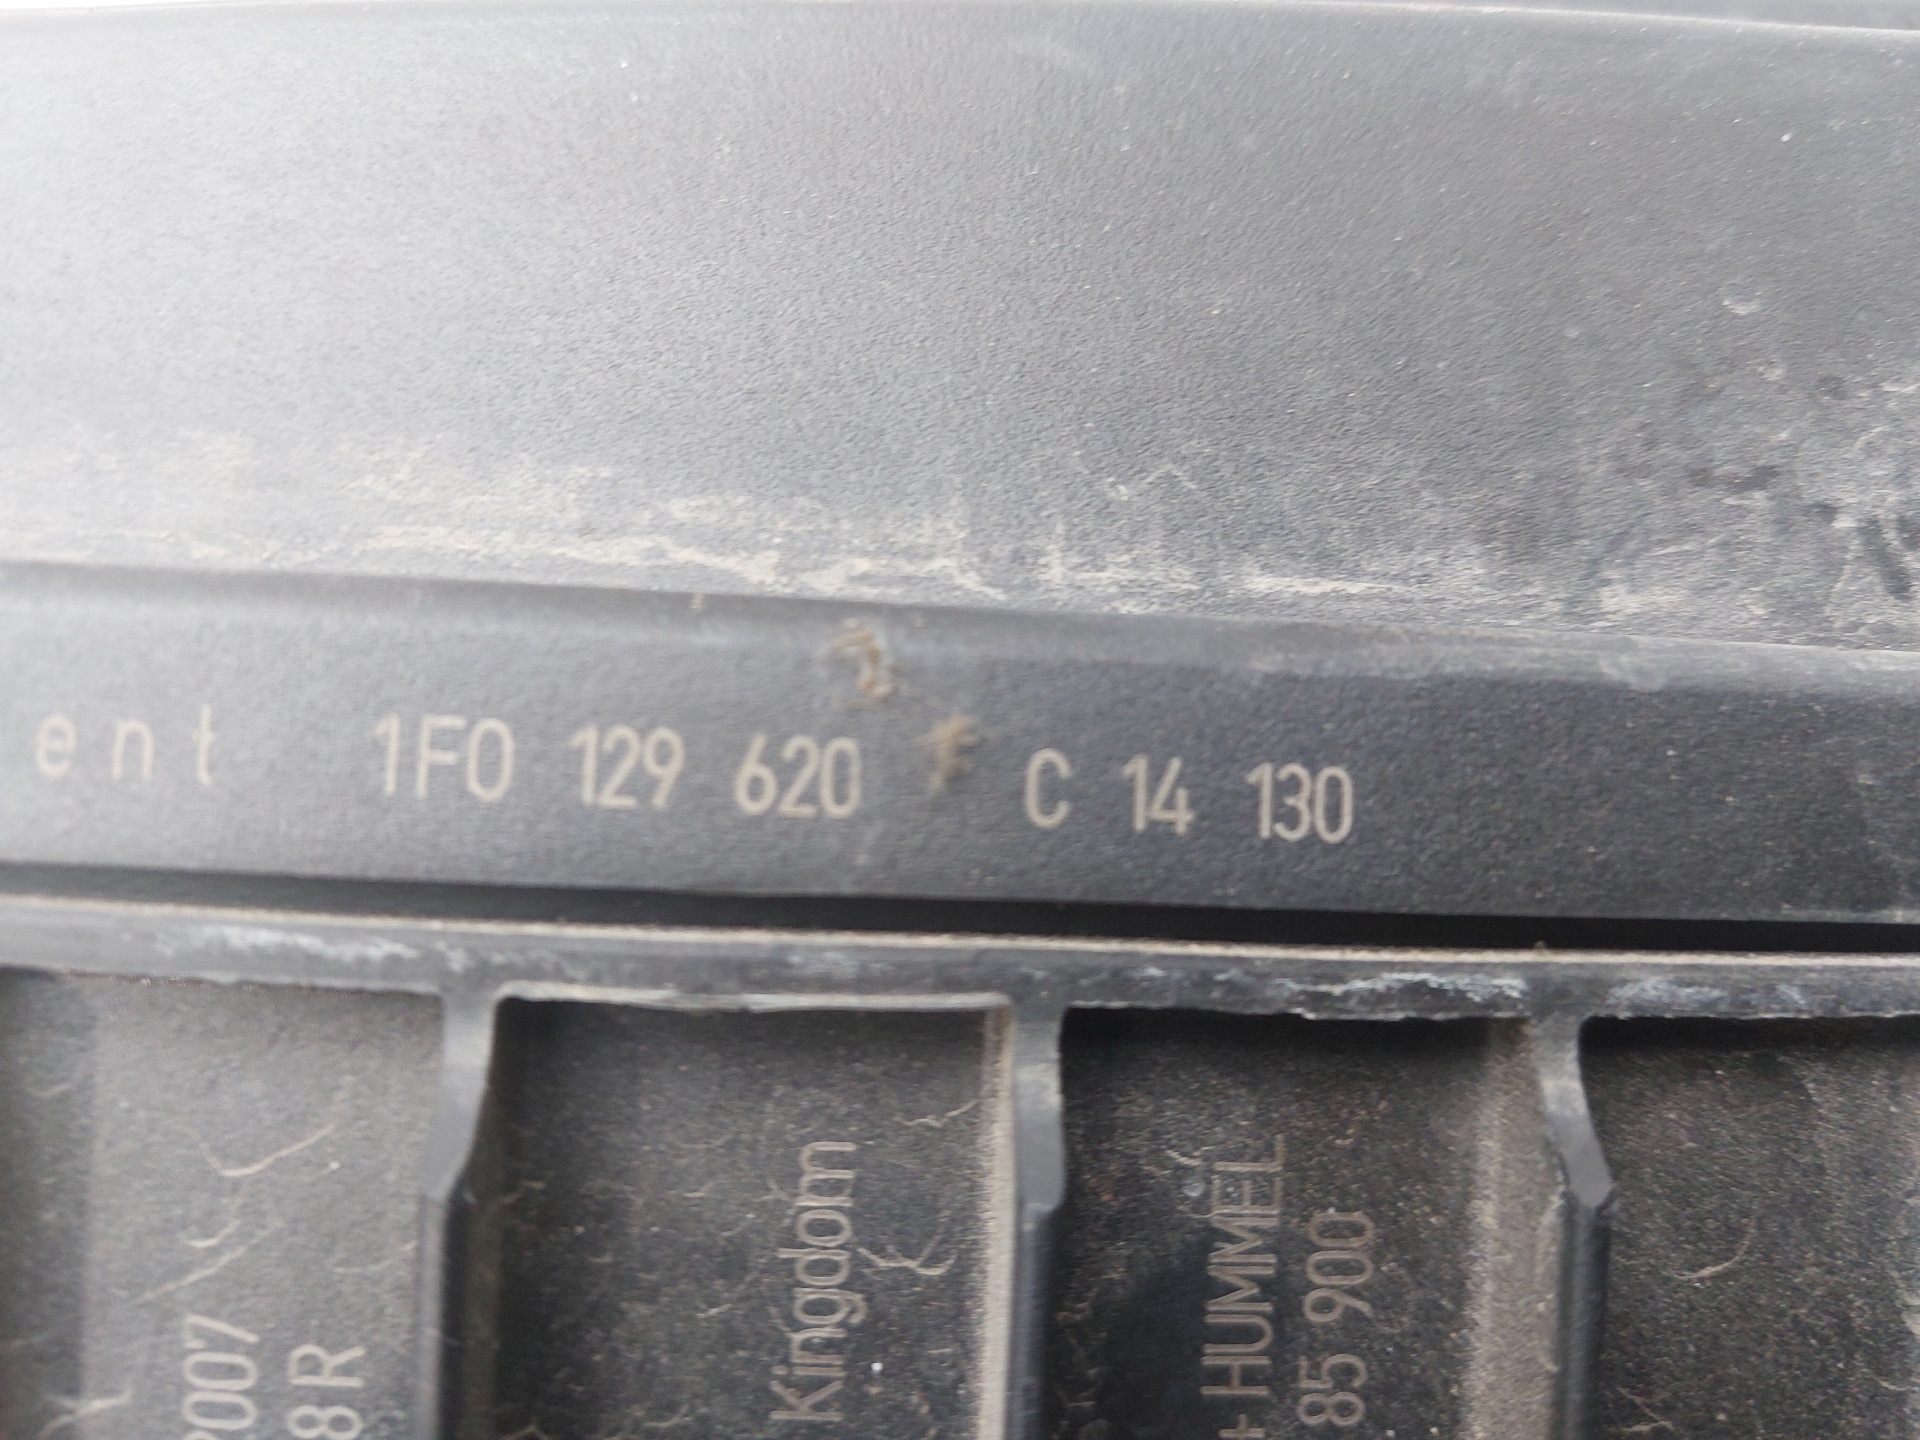 ent 1F0 129 620 C 14 130
2007
8R
Kingdom
+ HUMMEL
85 900